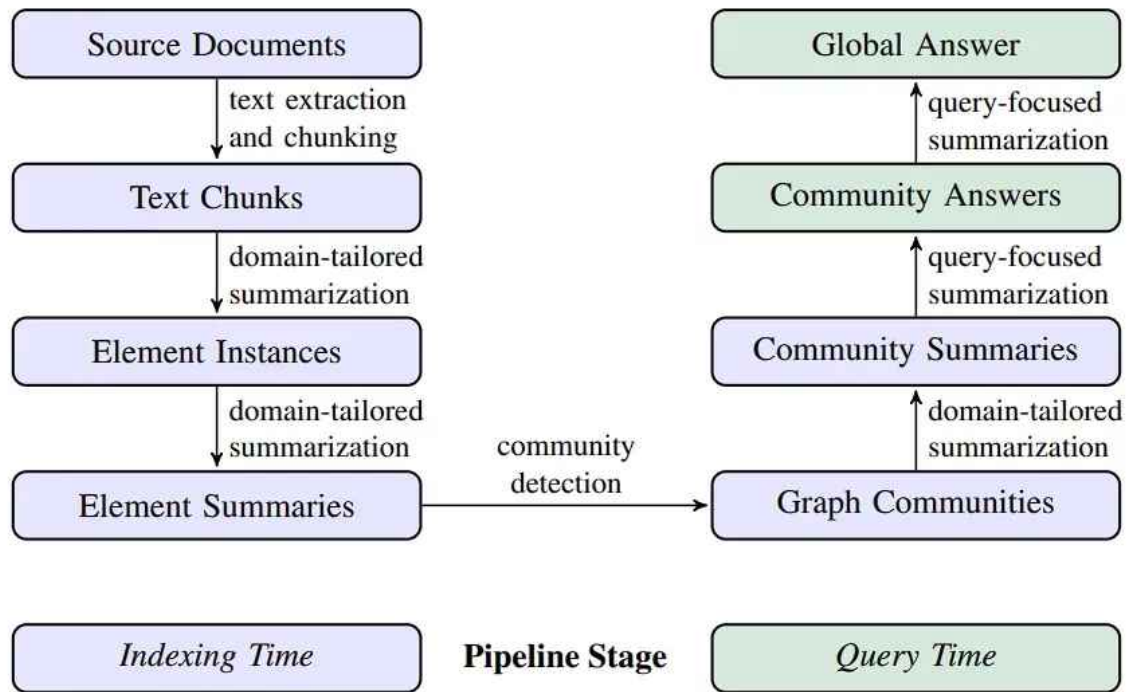 Source Documents
text extraction
and chunking
Text Chunks
domain-tailored
summarization
Element Instances
domain-tailored
summarization
Element Summaries
community
detection
Graph Communities
domain-tailored
summarization
Community Summaries
query-focused
summarization
Community Answers
query-focused
summarization
Global Answer
Indexing Time
Pipeline Stage
Query Time